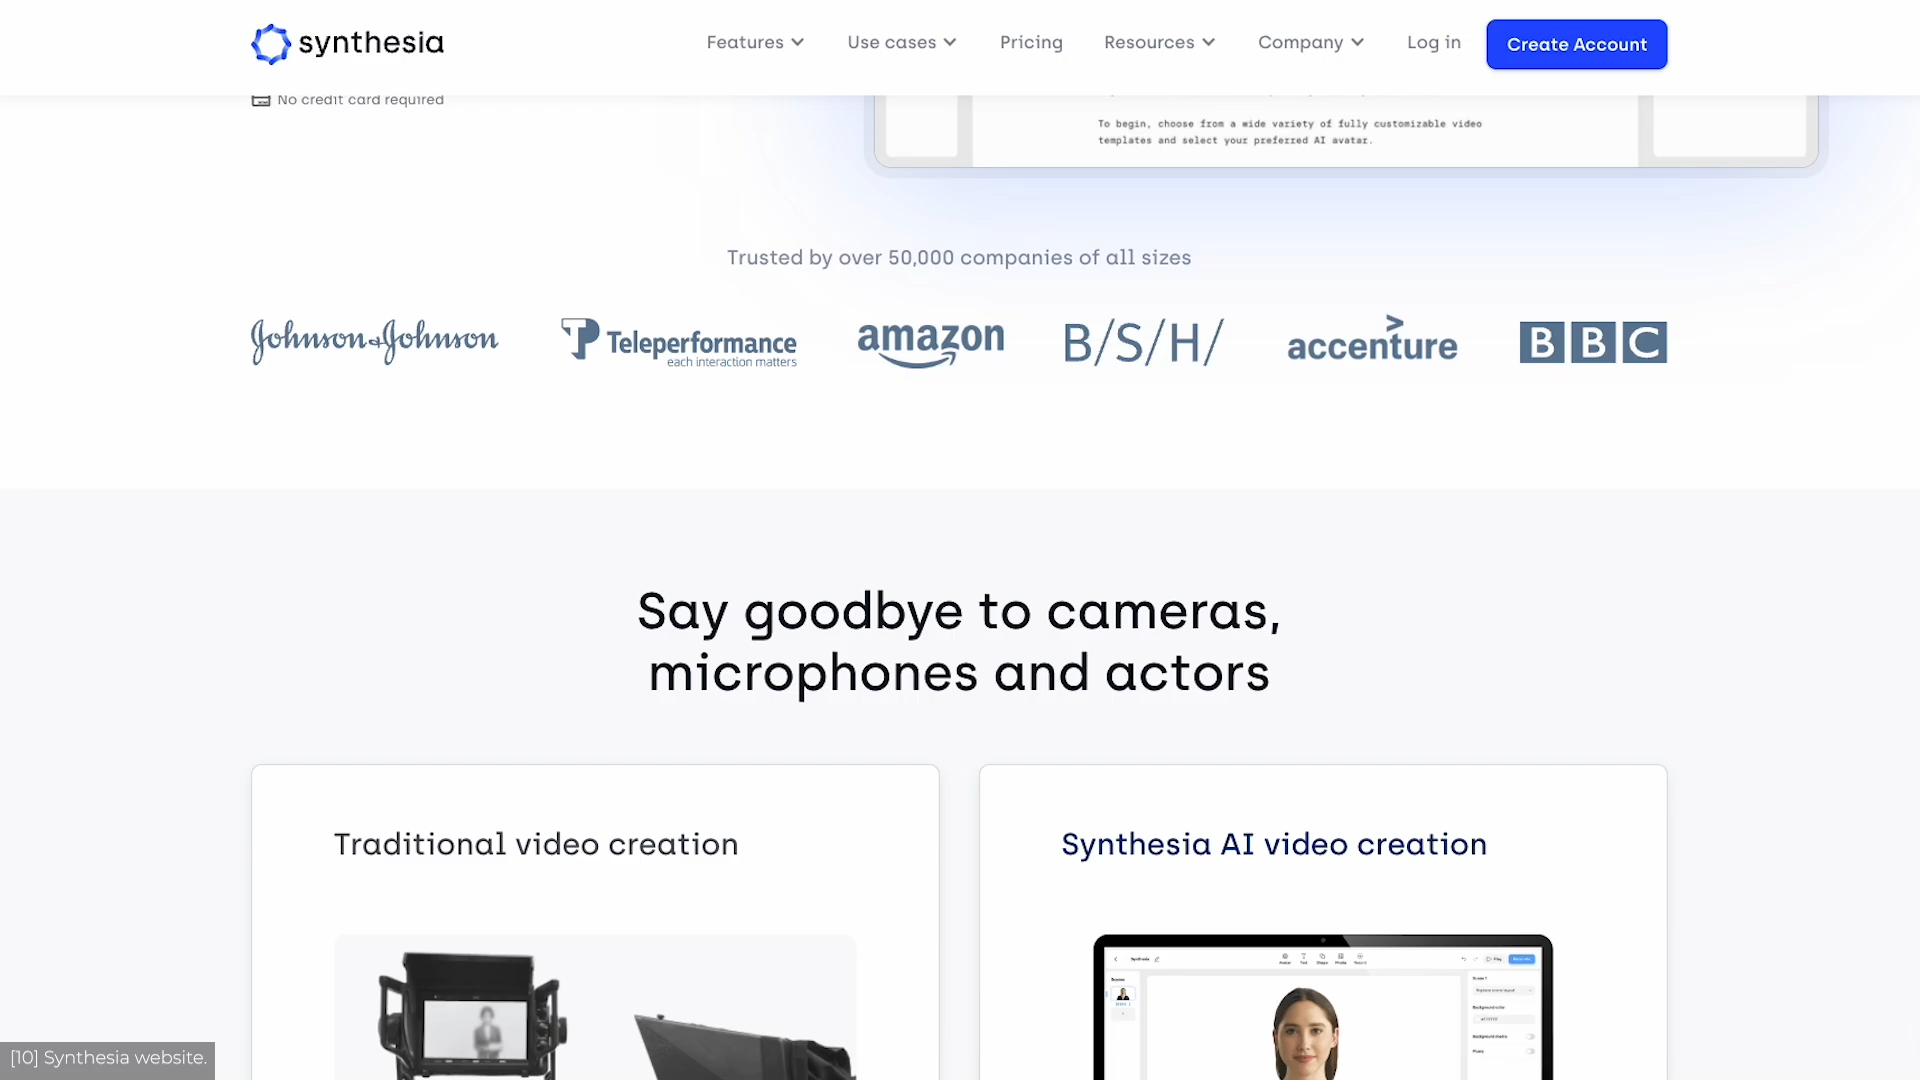 synthesia
Features
Use cases
Pricing
Resources
Company
Log in
Create Account
No credit card required
To begin, choose from a wide variety of fully customizable video
templates and select your preferred AI avatar.
Trusted by over 50,000 companies of all sizes
Johnson & Johnson
Teleperformance
each interaction matters
amazon
B/S/H/
accenture
BBC
Say goodbye to cameras,
microphones and actors
Traditional video creation
Synthesia AI video creation
Synthesia
Background color
[10] Synthesia website.